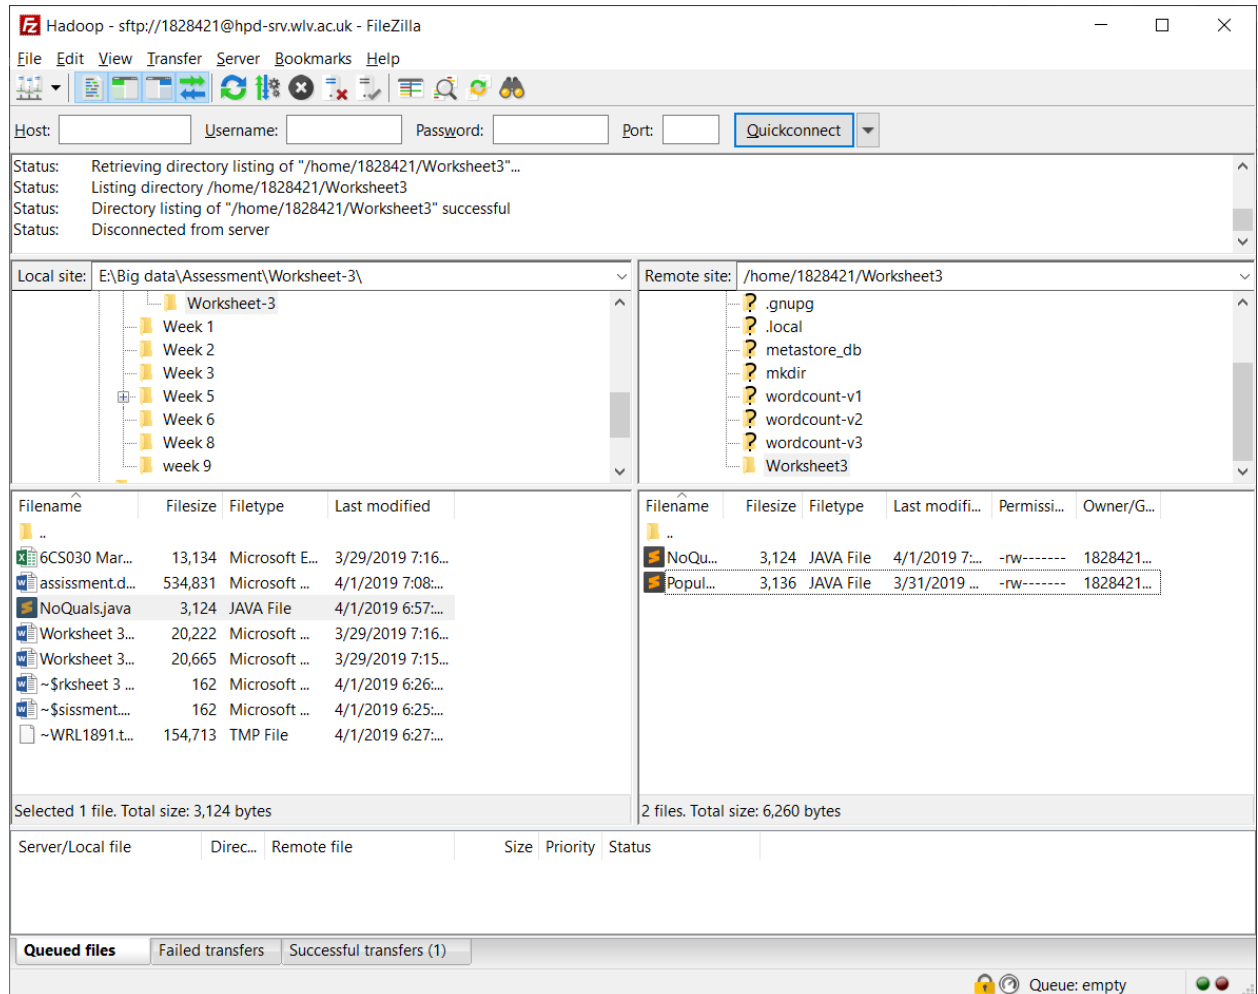 Hadoop - sftp://1828421@hpd-srv.wlv.ac.uk - FileZilla
File Edit View Transfer Server Bookmarks Help
Host: Username: Password: Port: Quickconnect
Status: Retrieving directory listing of "/home/1828421/Worksheet3"...
Status: Listing directory /home/1828421/Worksheet3
Status: Directory listing of "/home/1828421/Worksheet3" successful
Status: Disconnected from server
Local site: E:\Big data\Assessment\Worksheet-3\
Worksheet-3
Week 1
Week 2
Week 3
Week 5
Week 6
Week 8
week 9
Remote site: /home/1828421/Worksheet3
.gnupg
.local
metastore_db
mkdir
wordcount-v1
wordcount-v2
wordcount-v3
Worksheet3
Filename Filesize Filetype Last modified
..
6CS030 Mar... 13,134 Microsoft E... 3/29/2019 7:16...
assissment.d... 534,831 Microsoft ... 4/1/2019 7:08:...
NoQuals.java 3,124 JAVA File 4/1/2019 6:57:...
Worksheet 3... 20,222 Microsoft ... 3/29/2019 7:16...
Worksheet 3... 20,665 Microsoft ... 3/29/2019 7:15...
~$rksheet 3 ... 162 Microsoft ... 4/1/2019 6:26:...
~$sissment.... 162 Microsoft ... 4/1/2019 6:25:...
~WRL1891.t... 154,713 TMP File 4/1/2019 6:27:...
Selected 1 file. Total size: 3,124 bytes
Filename Filesize Filetype Last modifi... Permissi... Owner/G...
..
NoQu... 3,124 JAVA File 4/1/2019 7:... -rw------- 1828421...
Popul... 3,136 JAVA File 3/31/2019 ... -rw------- 1828421...
2 files. Total size: 6,260 bytes
Server/Local file Direc... Remote file Size Priority Status
Queued files Failed transfers Successful transfers (1)
Queue: empty